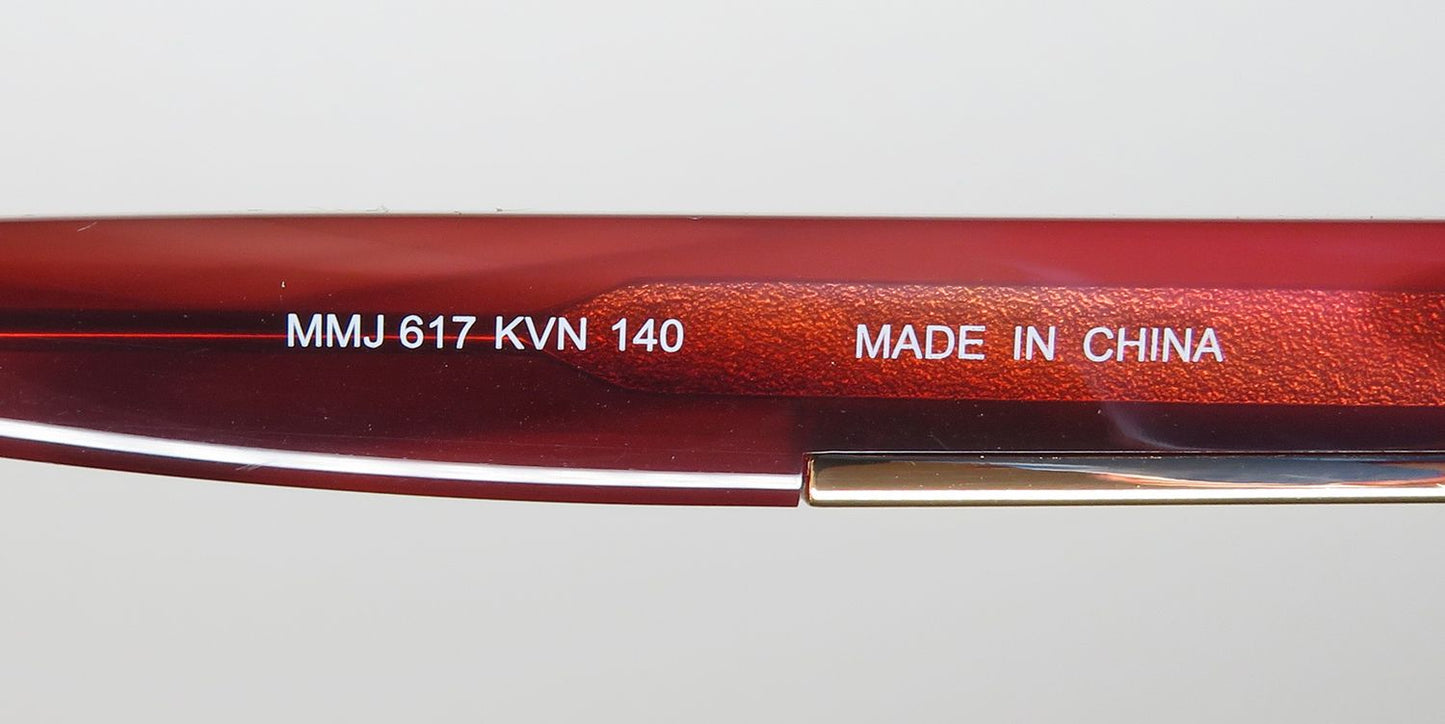 MMJ 617 KVN 140 MADE IN CHINA